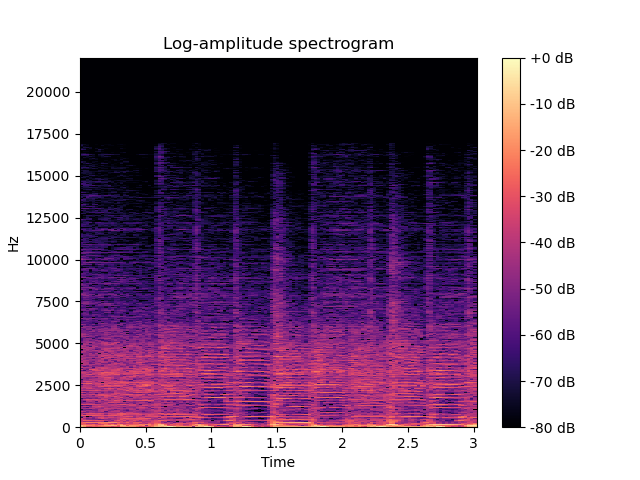 Log-amplitude spectrogram
+0 dB
20000
-10 dB
17500
-20 dB
15000
-30 dB
12500
Hz
-40 dB
10000
-50 dB
7500
-60 dB
5000
-70 dB
2500
0
-80 dB
0 0.5 1 1.5 2 2.5 3
Time